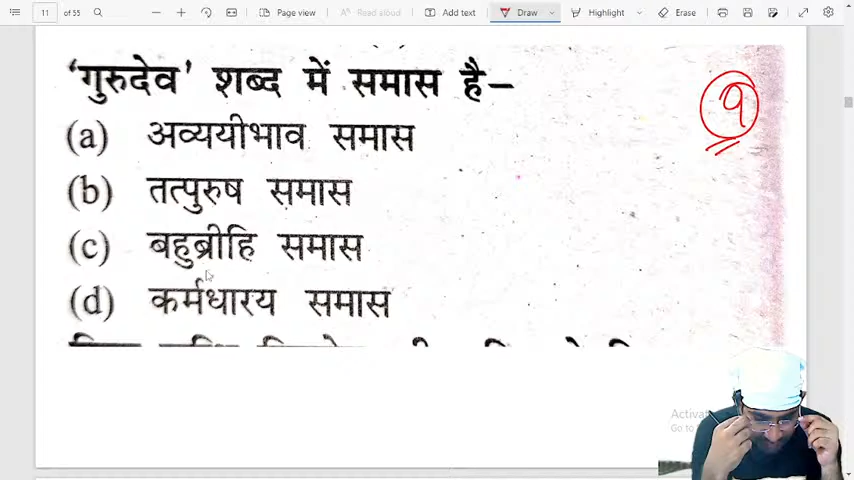 11 of 55
Page view
Read aloud
Add text
Draw
Highlight
Erase
'गुरुदेव' शब्द में समास है–
९
(a) अव्ययीभाव समास
(b) तत्पुरुष समास
(c) बहुब्रीहि समास
(d) कर्मधारय समास
Activat
Go to